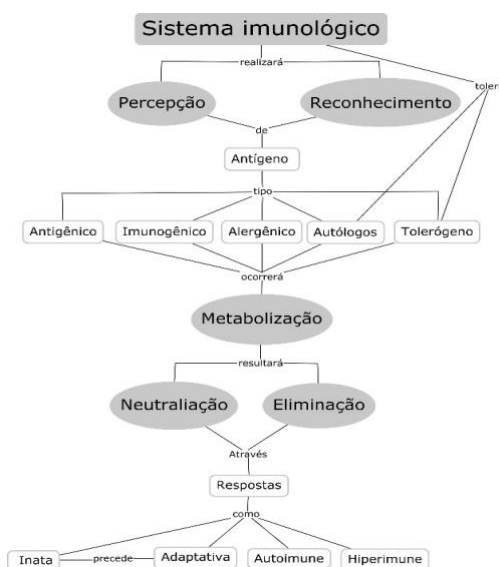 Sistema imunológico
realizará
toler
Percepção Reconhecimento
de
Antígeno
tipo
Antigênico Imunogênico Alergênico Autólogos Tolerógeno
ocorrerá
Metabolização
resultará
Neutraliação Eliminação
Através
Respostas
como
Inata precede Adaptativa Autoimune Hiperimune